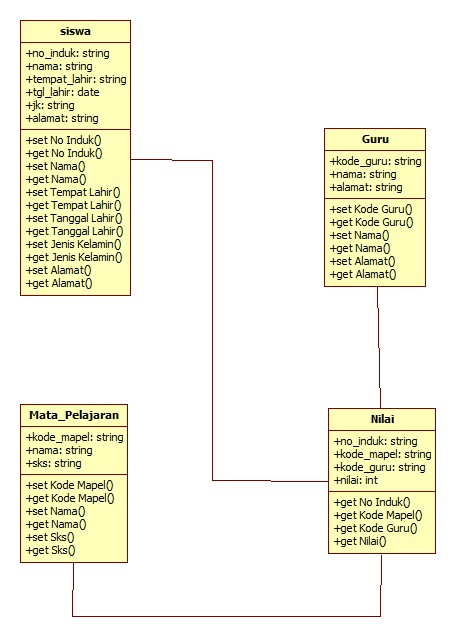 siswa
+no_induk: string
+nama: string
+tempat_lahir: string
+tgl_lahir: date
+jk: string
+alamat: string
+set No Induk()
+get No Induk()
+set Nama()
+get Nama()
+set Tempat Lahir()
+get Tempat Lahir()
+set Tanggal Lahir()
+get Tanggal Lahir()
+set Jenis Kelamin()
+get Jenis Kelamin()
+set Alamat()
+get Alamat()
Guru
+kode_guru: string
+nama: string
+alamat: string
+set Kode Guru()
+get Kode Guru()
+set Nama()
+get Nama()
+set Alamat()
+get Alamat()
Mata_Pelajaran
+kode_mapel: string
+nama: string
+sks: string
+set Kode Mapel()
+get Kode Mapel()
+set Nama()
+get Nama()
+set Sks()
+get Sks()
Nilai
+no_induk: string
+kode_mapel: string
+kode_guru: string
+nilai: int
+get No Induk()
+get Kode Mapel()
+get Kode Guru()
+get Nilai()